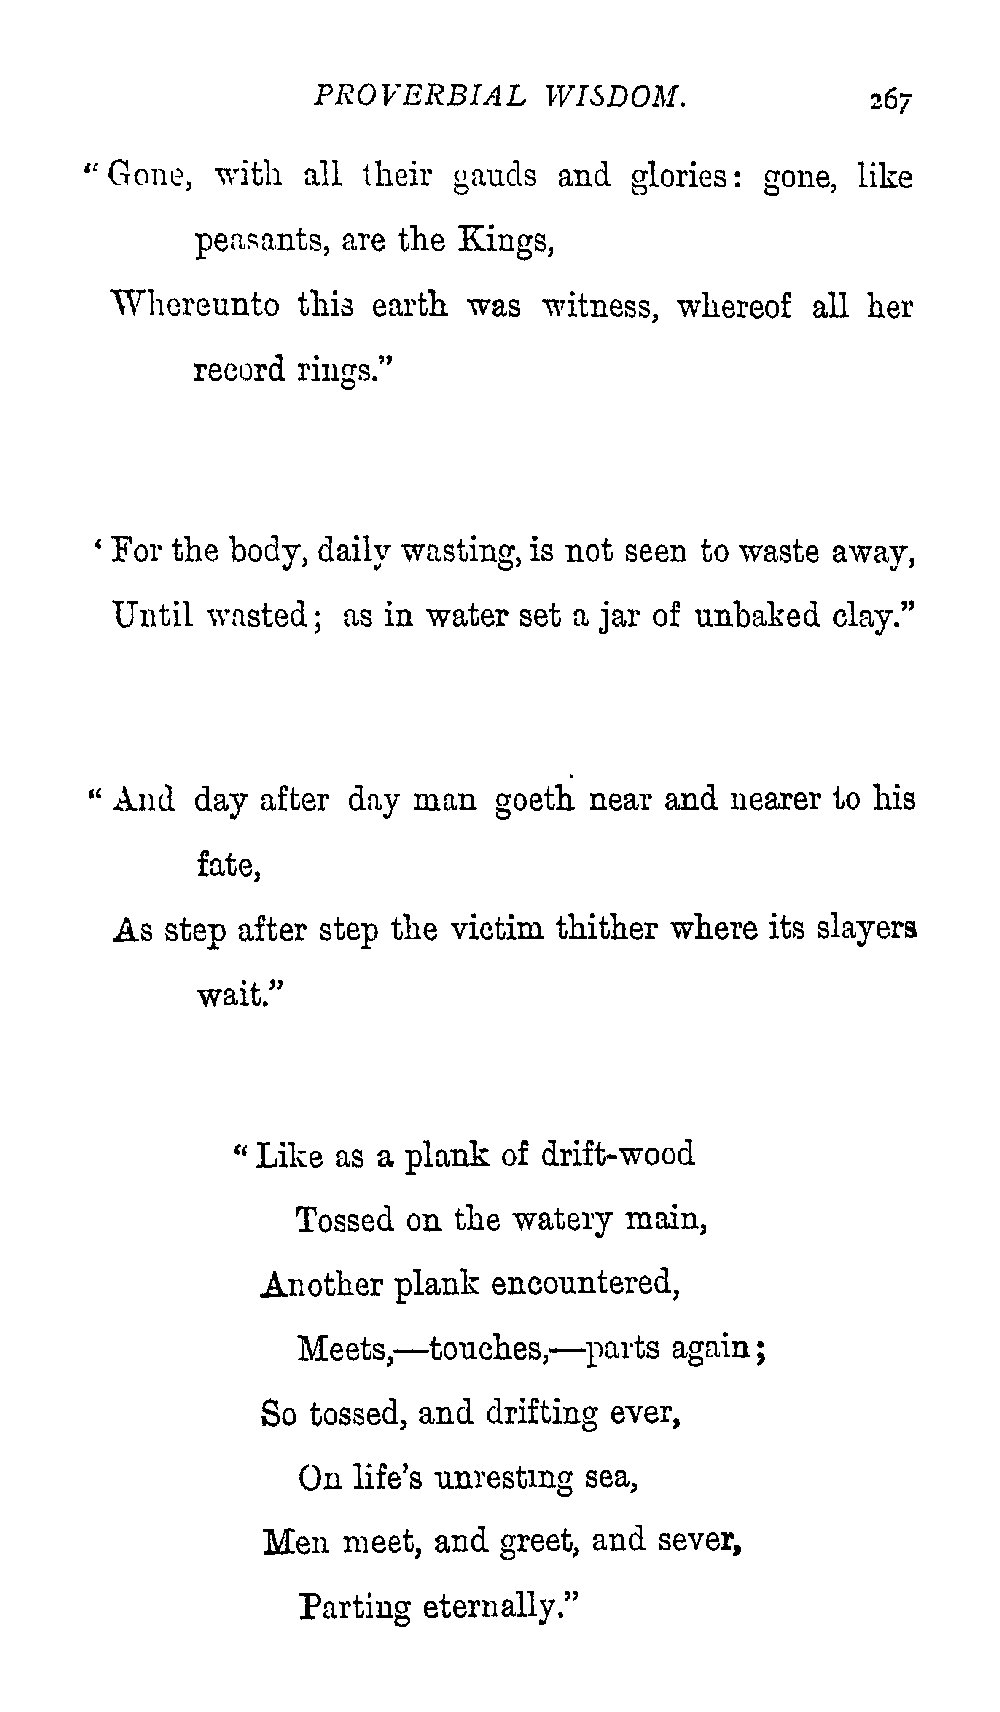 PROVERBIAL WISDOM. 267
“Gone, with all their gauds and glories: gone, like
peasants, are the Kings,
Whereunto this earth was witness, whereof all her
record rings.”
‘For the body, daily wasting, is not seen to waste away,
Until wasted; as in water set a jar of unbaked clay.”
“And day after day man goeth near and nearer to his
fate,
As step after step the victim thither where its slayers
wait.”
“Like as a plank of drift-wood
Tossed on the watery main,
Another plank encountered,
Meets,—touches,—parts again;
So tossed, and drifting ever,
On life’s unresting sea,
Men meet, and greet, and sever,
Parting eternally.”